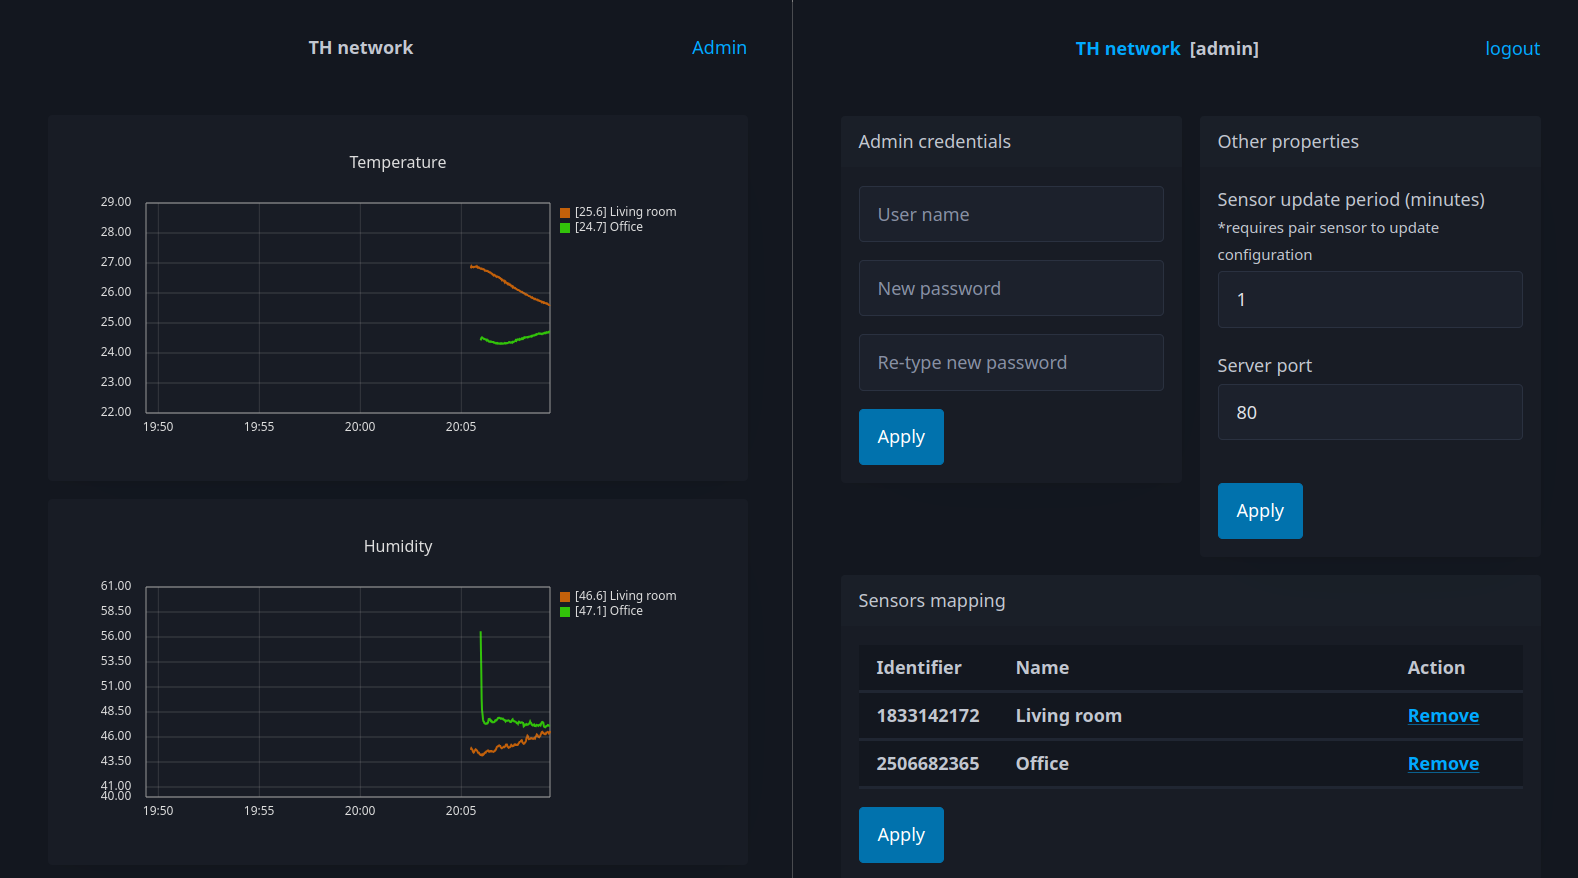 TH network
Admin
Temperature
29.00
28.00
27.00
26.00
25.00
24.00
23.00
22.00
19:50
19:55
20:00
20:05
[25.6] Living room
[24.7] Office
Humidity
61.00
58.50
56.00
53.50
51.00
48.50
46.00
43.50
41.00
40.00
19:50
19:55
20:00
20:05
[46.6] Living room
[47.1] Office
TH network [admin]
logout
Admin credentials
User name
New password
Re-type new password
Apply
Other properties
Sensor update period (minutes)
*requires pair sensor to update
configuration
1
Server port
80
Apply
Sensors mapping
Identifier Name Action
1833142172 Living room Remove
2506682365 Office Remove
Apply